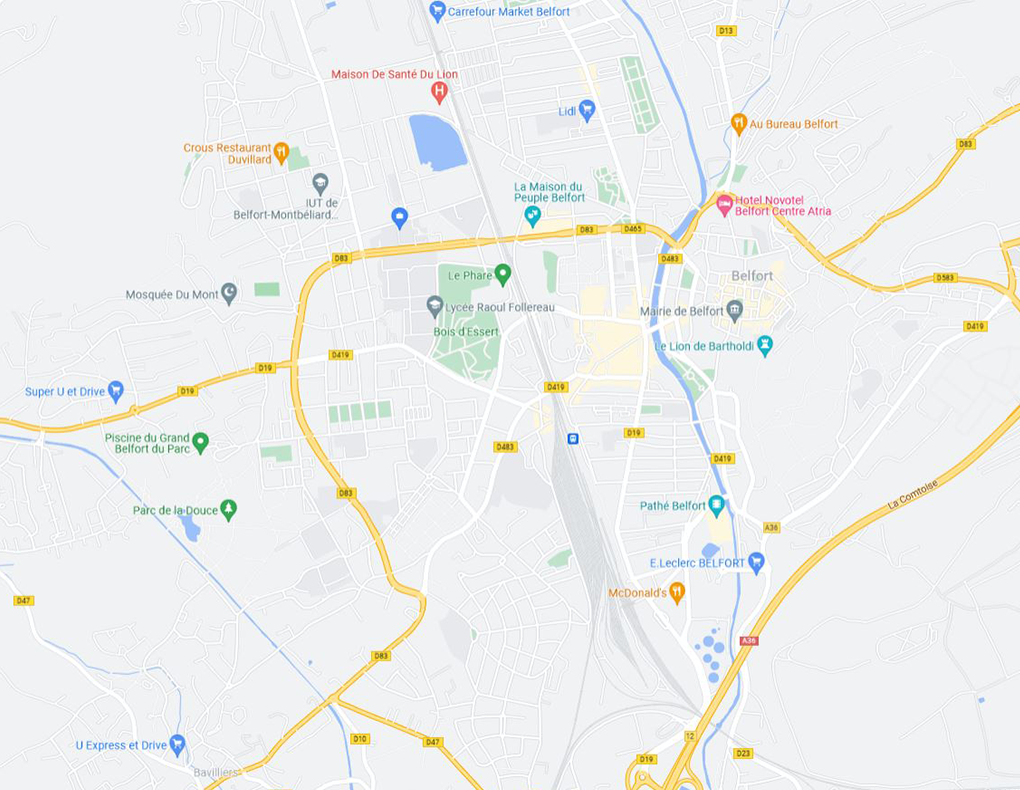 Carrefour Market Belfort
D13
Maison De Santé Du Lion
Lidl
Au Bureau Belfort
D83
Crous Restaurant
Duvillard
IUT de
Belfort-Montbéliard...
La Maison du
Peuple Belfort
Hotel Novotel
Belfort Centre Atria
D83
D465
D83
D483
Le Phare
Belfort
D583
Mosquée Du Mont
Lycée Raoul Follereau
Mairie de Belfort
Bois d'Essert
D419
Le Lion de Bartholdi
D419
D19
D419
Super U et Drive
D19
D19
Piscine du Grand
Belfort du Parc
D483
D419
D83
La Comtoise
Parc de la Douce
Pathé Belfort
A36
E.Leclerc BELFORT
McDonald's
D47
A36
D83
U Express et Drive
D10
D47
12
D19
D23
Bavilliers
H